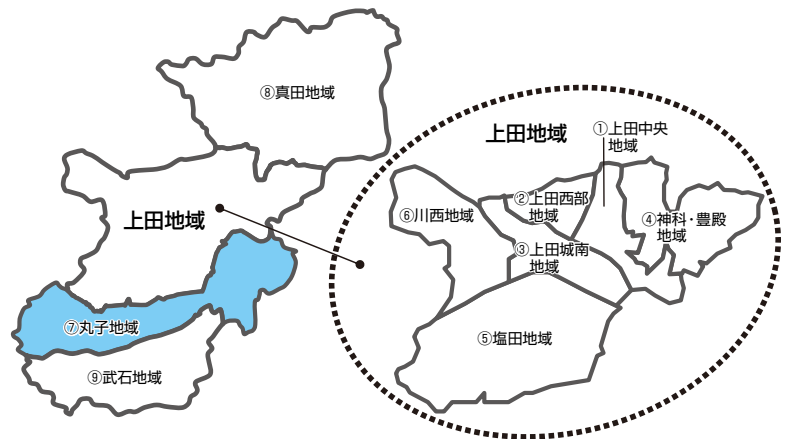 ⑧真田地域
上田地域
⑦丸子地域
⑨武石地域
上田地域
①上田中央
地域
②上田西部
地域
⑥川西地域
④神科・豊殿
地域
③上田城南
地域
⑤塩田地域